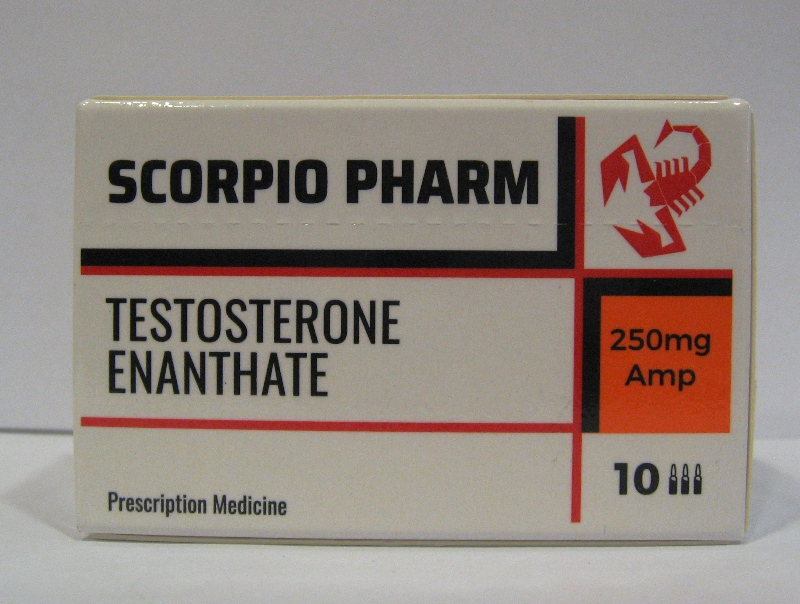 SCORPIO PHARM
TESTOSTERONE
ENANTHATE
250mg
Amp
10
Prescription Medicine